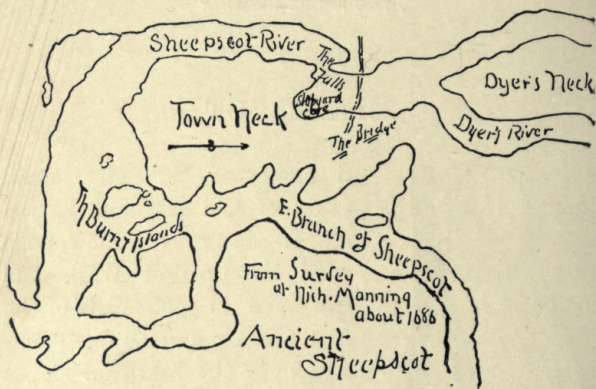 Sheepscot River
The
Falls
Shipyard
Cove
Dyer's Neck
Town Neck
The Bridge
Dyer's River
Th Burnt Islands
E. Branch of Sheepscot
From Survey
of Nich. Manning
about 1686
Ancient
Sheepscot